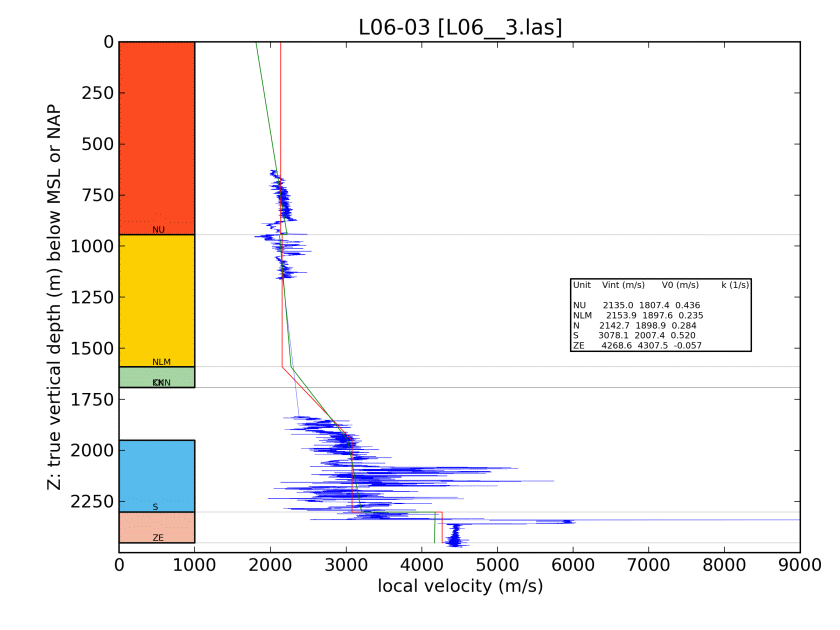 L06-03 [L06__3.las]
0
250
500
750
1000
1250
1500
1750
2000
2250
Z: true vertical depth (m) below MSL or NAP
NU
NLM
S
ZE
Unit Vint (m/s) V0 (m/s) k (1/s)
NU 2135.0 1807.4 0.436
NLM 2153.9 1897.6 0.235
N 2142.7 1898.9 0.284
S 3078.1 2007.4 0.520
ZE 4268.6 4307.5 -0.057
0 1000 2000 3000 4000 5000 6000 7000 8000 9000
local velocity (m/s)